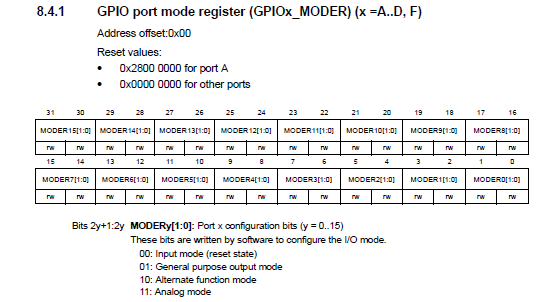 8.4.1 GPIO port mode register (GPIOx_MODER) (x =A..D, F)
Address offset:0x00
Reset values:
• 0x2800 0000 for port A
• 0x0000 0000 for other ports
31 30 29 28 27 26 25 24 23 22 21 20 19 18 17 16
MODER15[1:0] MODER14[1:0] MODER13[1:0] MODER12[1:0] MODER11[1:0] MODER10[1:0] MODER9[1:0] MODER8[1:0]
rw rw rw rw rw rw rw rw rw rw rw rw rw rw rw rw
15 14 13 12 11 10 9 8 7 6 5 4 3 2 1 0
MODER7[1:0] MODER6[1:0] MODER5[1:0] MODER4[1:0] MODER3[1:0] MODER2[1:0] MODER1[1:0] MODER0[1:0]
rw rw rw rw rw rw rw rw rw rw rw rw rw rw rw rw
Bits 2y+1:2y MODERy[1:0]: Port x configuration bits (y = 0..15)
These bits are written by software to configure the I/O mode.
00: Input mode (reset state)
01: General purpose output mode
10: Alternate function mode
11: Analog mode